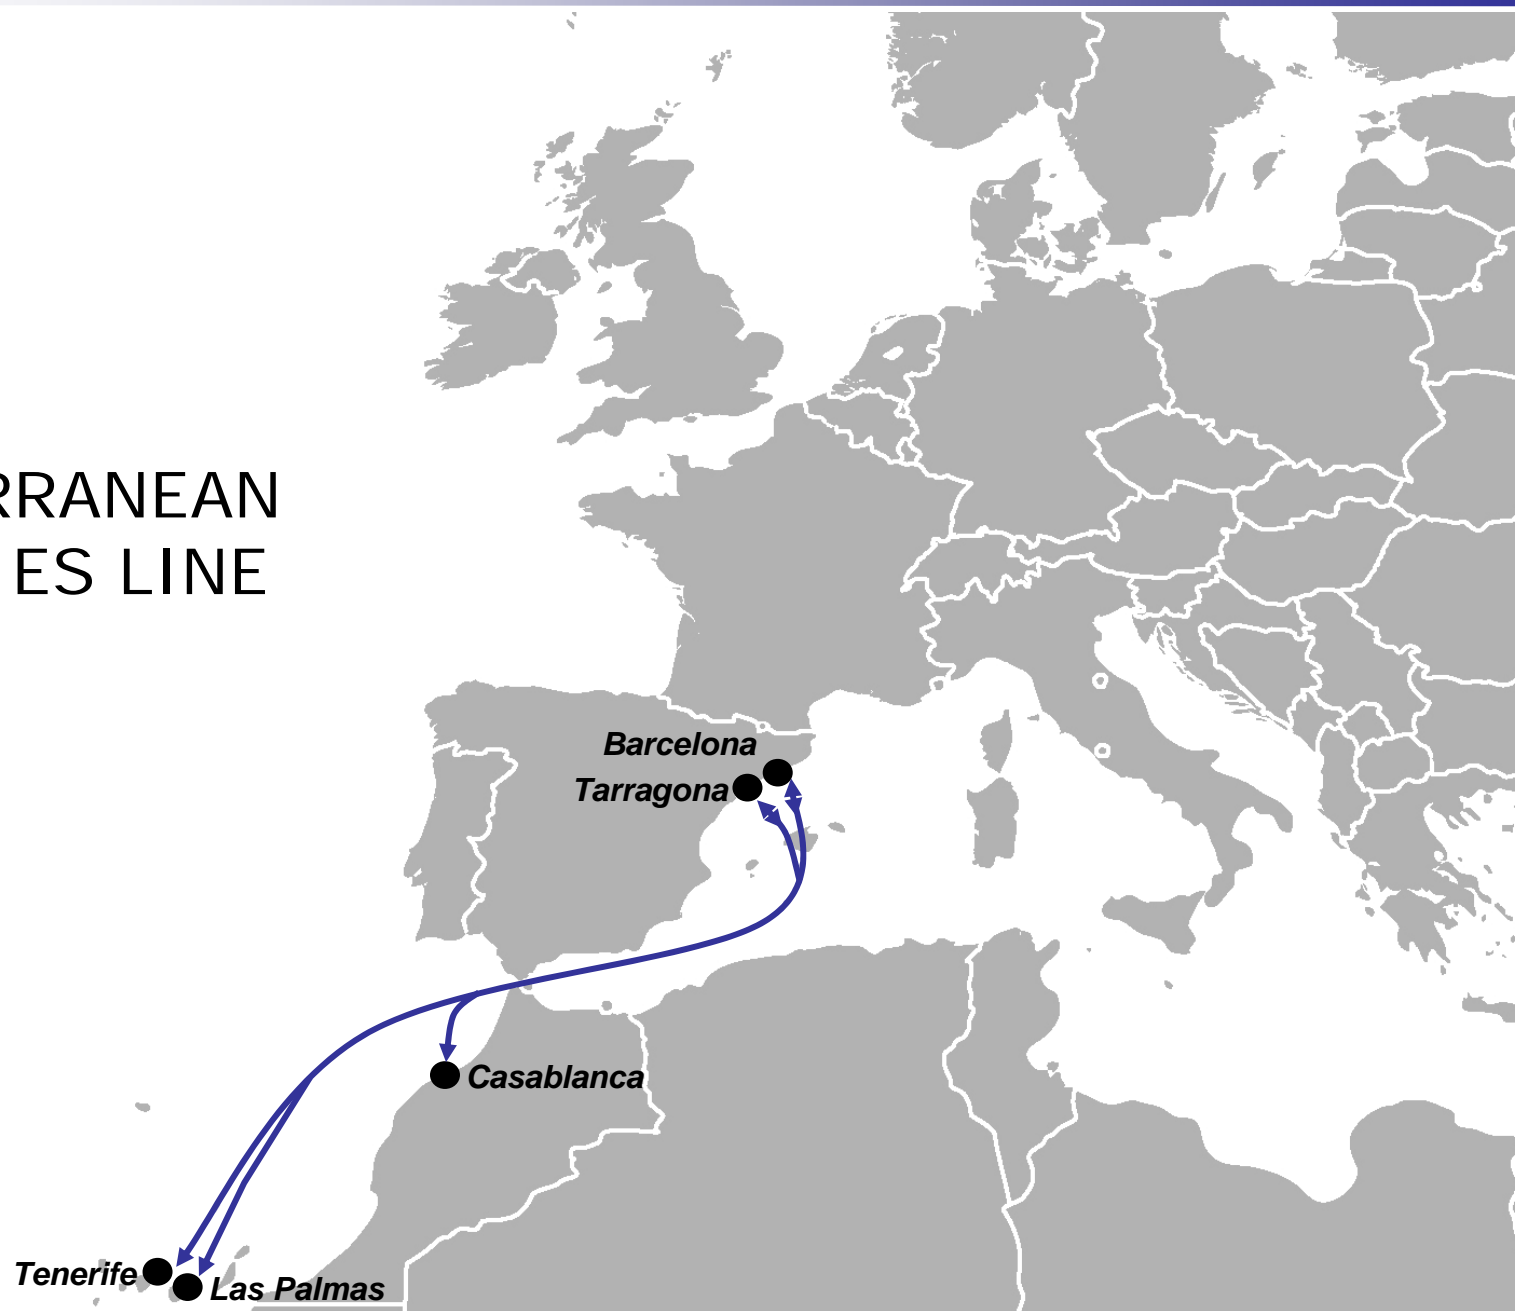 RRANEAN
ES LINE
Barcelona
Tarragona
Casablanca
Tenerife
Las Palmas